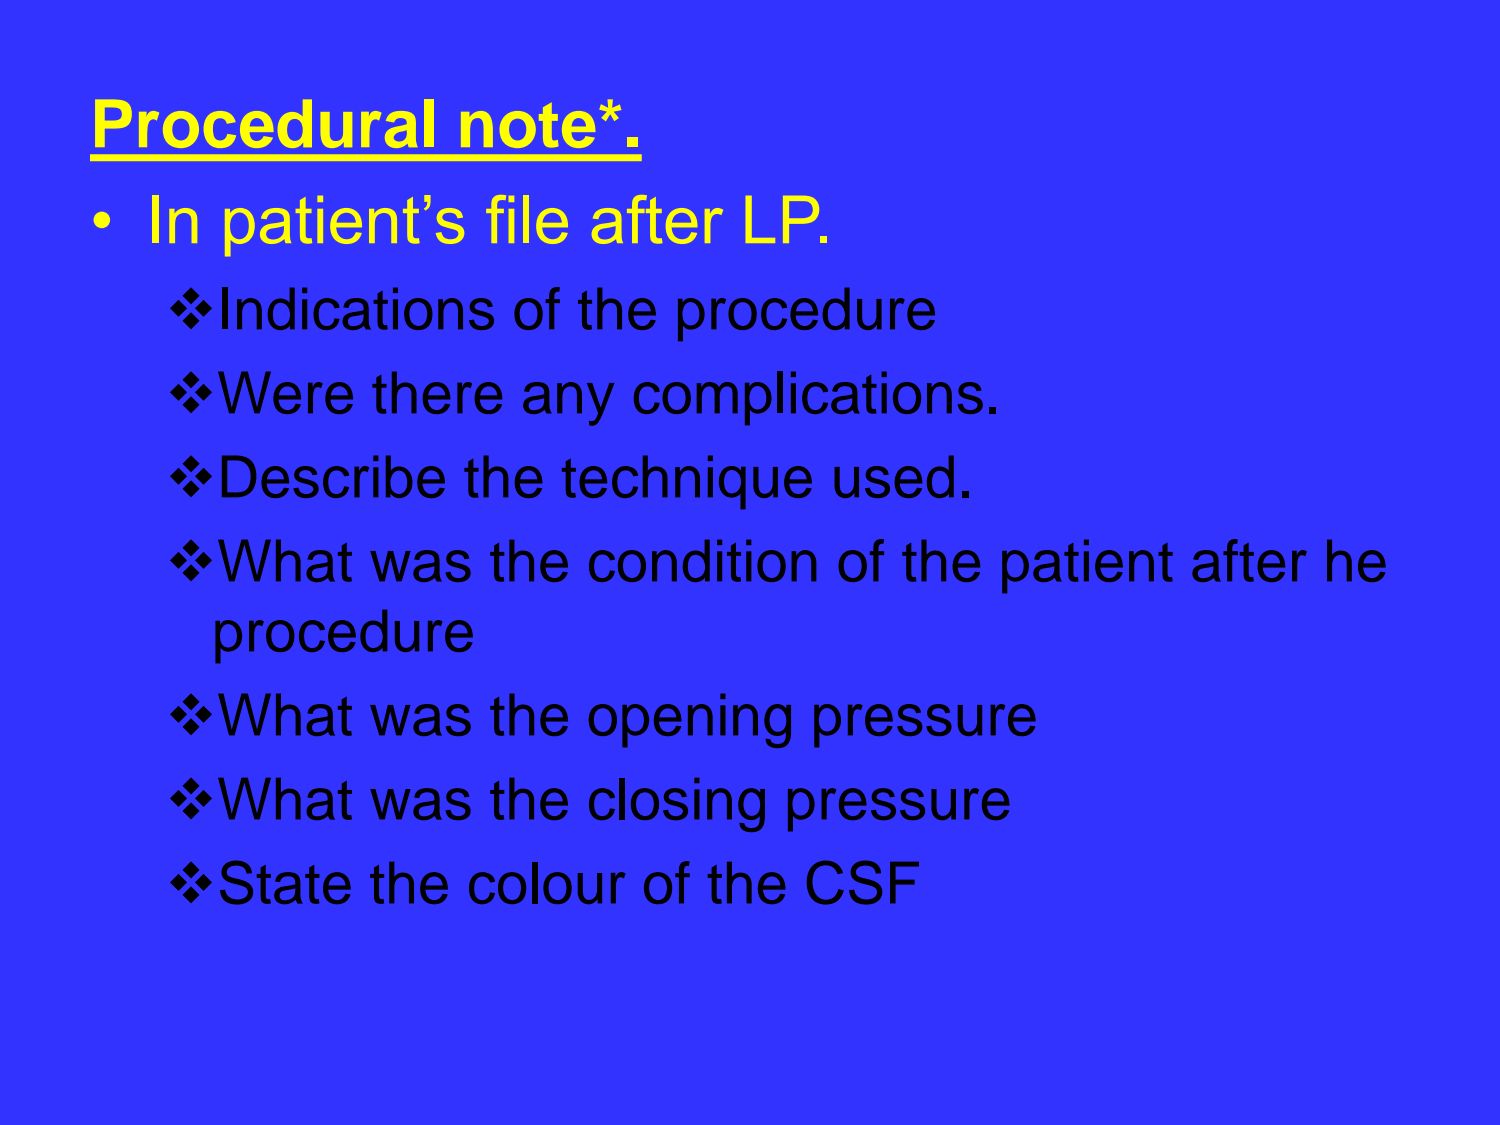 Procedural note*.
• In patient’s file after LP.
❖Indications of the procedure
❖Were there any complications.
❖Describe the technique used.
❖What was the condition of the patient after he
procedure
❖What was the opening pressure
❖What was the closing pressure
❖State the colour of the CSF